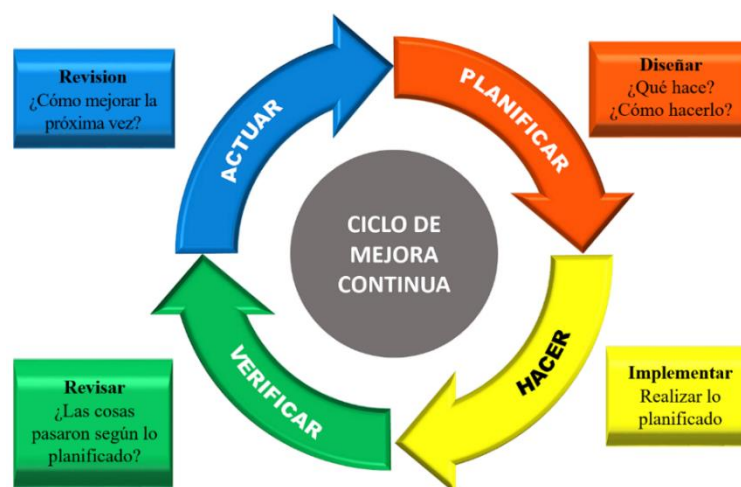 Revision
¿Cómo mejorar la
próxima vez?
ACTUAR
PLANIFICAR
Diseñar
¿Qué hace?
¿Cómo hacerlo?
CICLO DE
MEJORA
CONTINUA
Revisar
¿Las cosas
pasaron según lo
planificado?
VERIFICAR
HACER
Implementar
Realizar lo
planificado